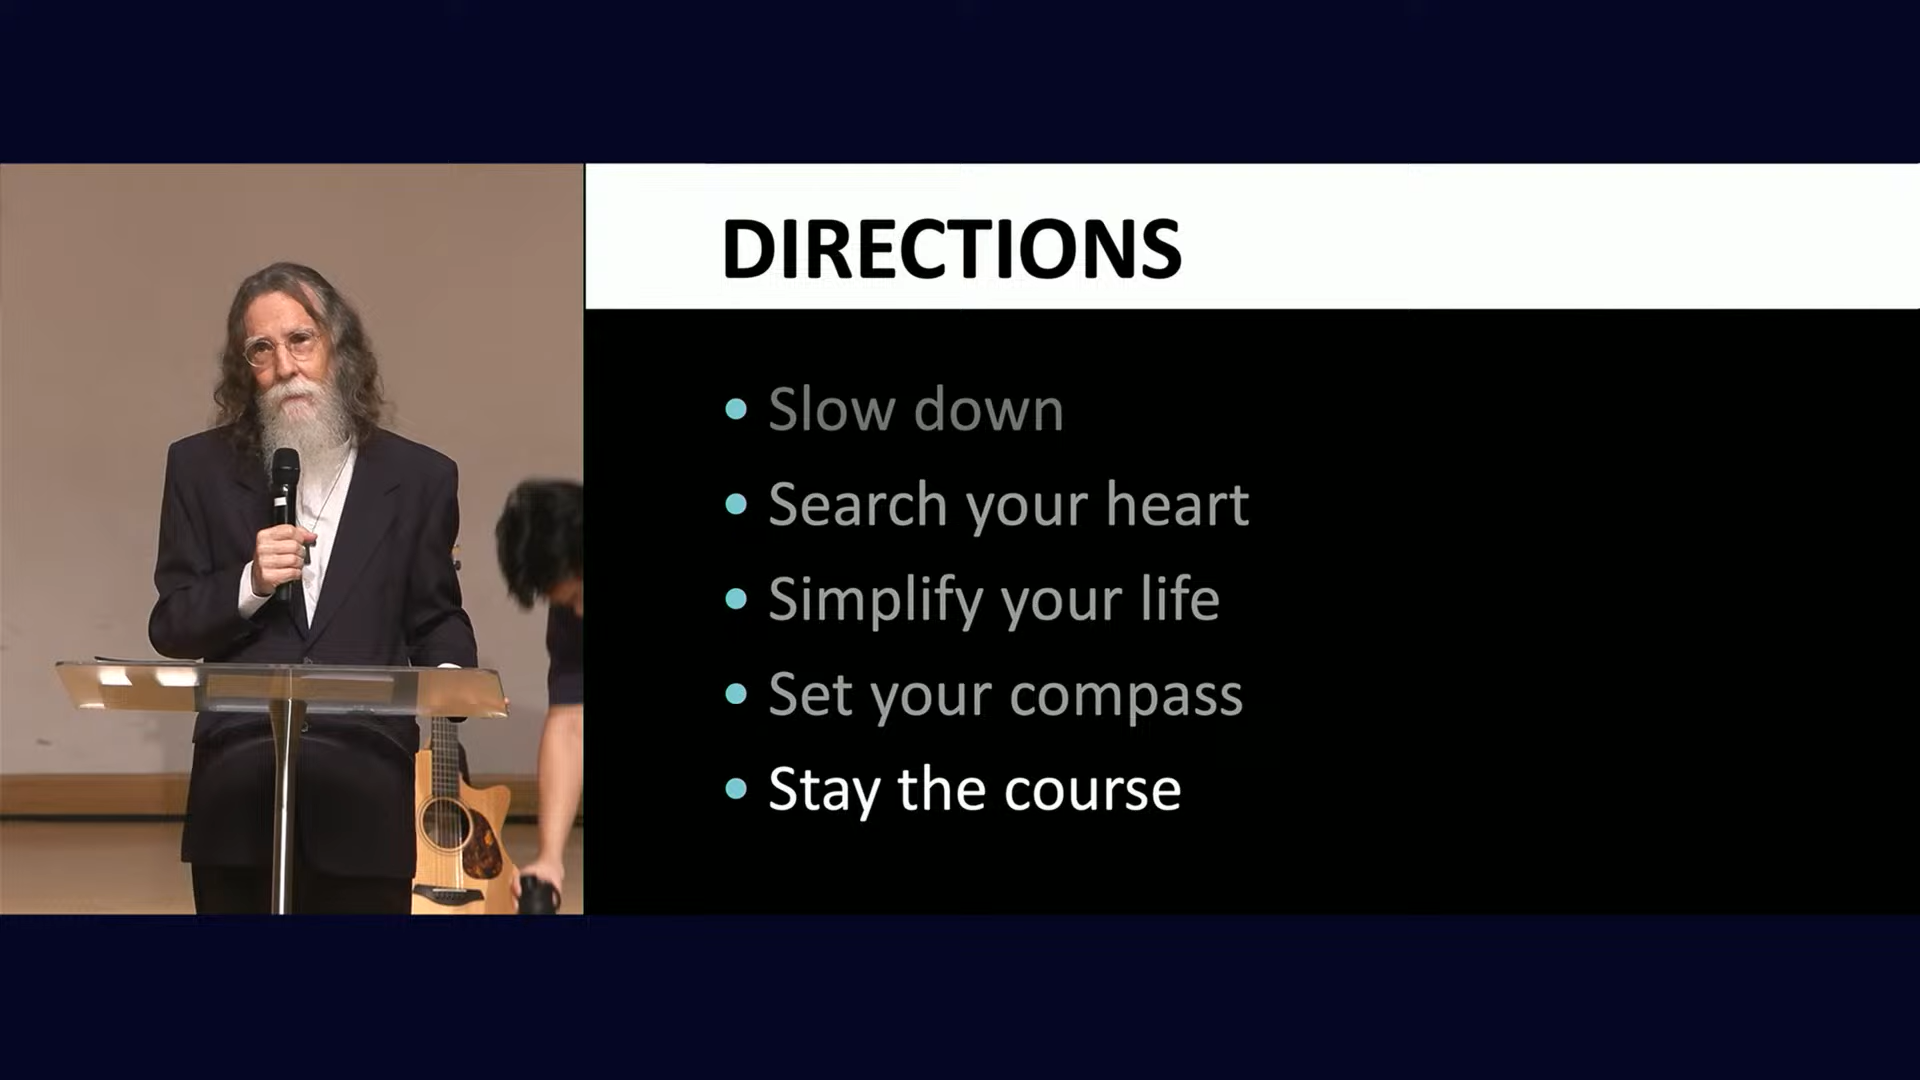 DIRECTIONS
• Slow down
• Search your heart
• Simplify your life
• Set your compass
• Stay the course